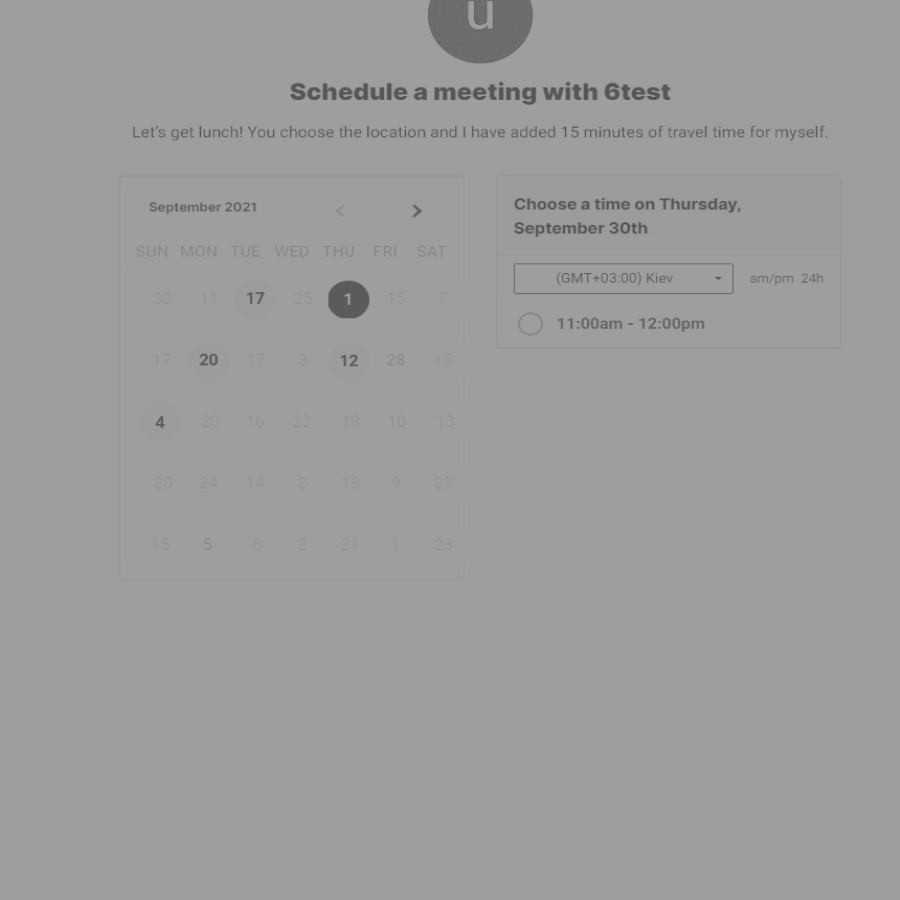 u
Schedule a meeting with 6test
Let's get lunch! You choose the location and I have added 15 minutes of travel time for myself.
September 2021
SUN MON TUE WED THU FRI SAT
30 11 17 25 1 15 7
17 20 17 3 12 28 15
4 20 16 22 18 10 13
20 24 14 2 18 9 29
15 5 6 2 21 1 23
Choose a time on Thursday,
September 30th
(GMT+03:00) Kiev am/pm 24h
11:00am - 12:00pm